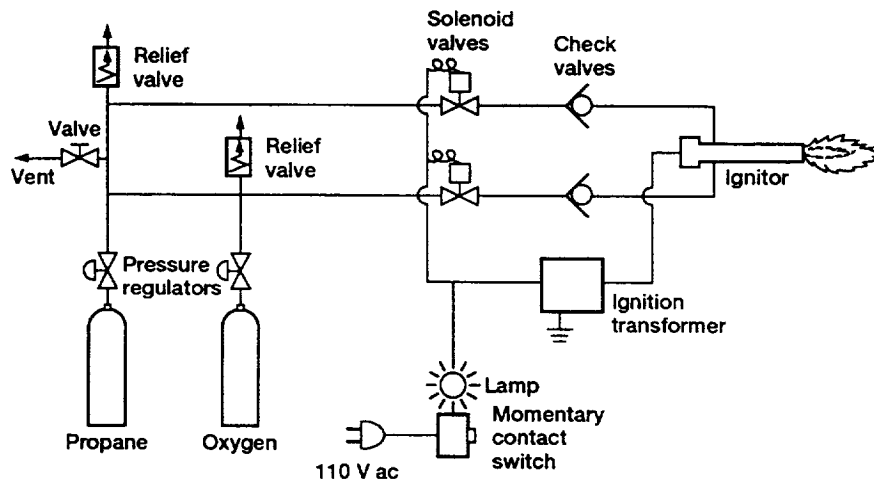 Solenoid
valves
Check
valves
Relief
valve
Valve
Vent
Relief
valve
Ignitor
Pressure
regulators
Ignition
transformer
Lamp
Propane
Oxygen
Momentary
contact
switch
110 V ac